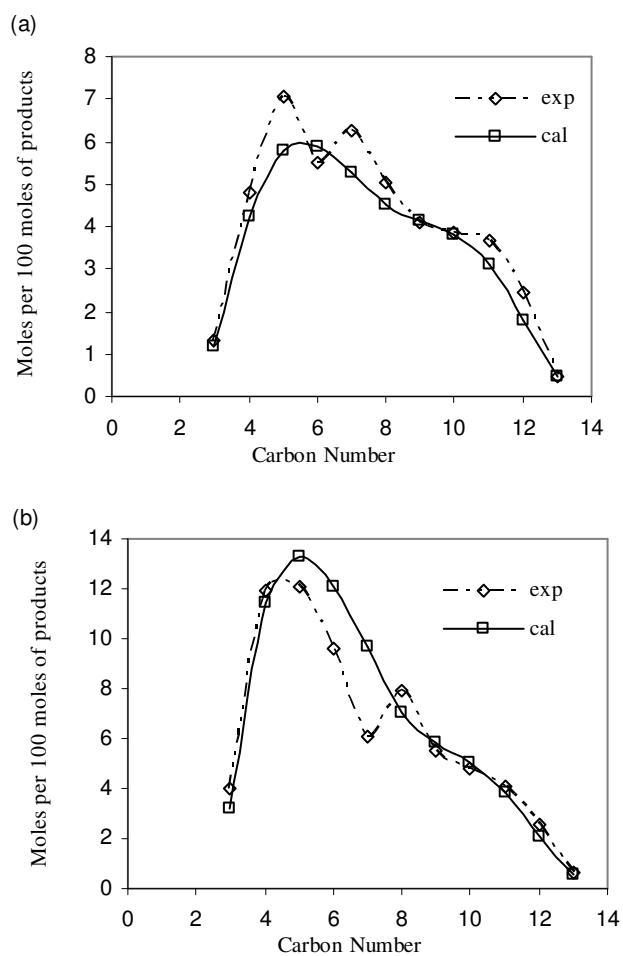 (a)
Moles per 100 moles of products
8
7
6
5
4
3
2
1
0
exp
cal
0 2 4 6 8 10 12 14
Carbon Number
(b)
Moles per 100 moles of products
14
12
10
8
6
4
2
0
exp
cal
0 2 4 6 8 10 12 14
Carbon Number